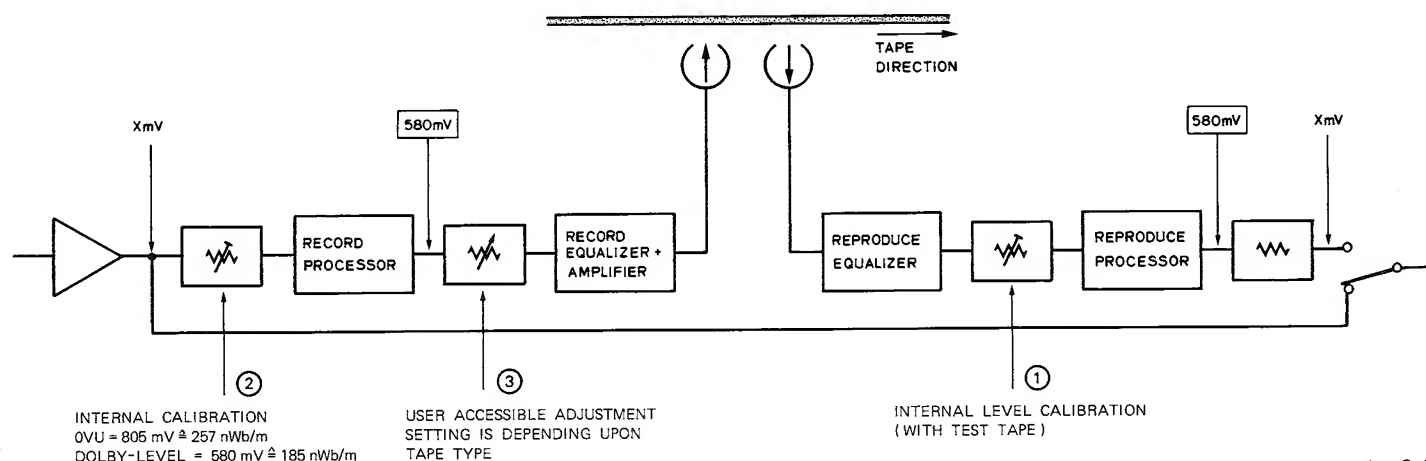 TAPE
DIRECTION
XmV
580mV
580mV
XmV
RECORD
PROCESSOR
RECORD
EQUALIZER +
AMPLIFIER
REPRODUCE
EQUALIZER
REPRODUCE
PROCESSOR
2
INTERNAL CALIBRATION
0VU = 805 mV ≙ 257 nWb/m
DOLBY-LEVEL = 580 mV ≙ 185 nWb/m
3
USER ACCESSIBLE ADJUSTMENT
SETTING IS DEPENDING UPON
TAPE TYPE
1
INTERNAL LEVEL CALIBRATION
(WITH TEST TAPE)